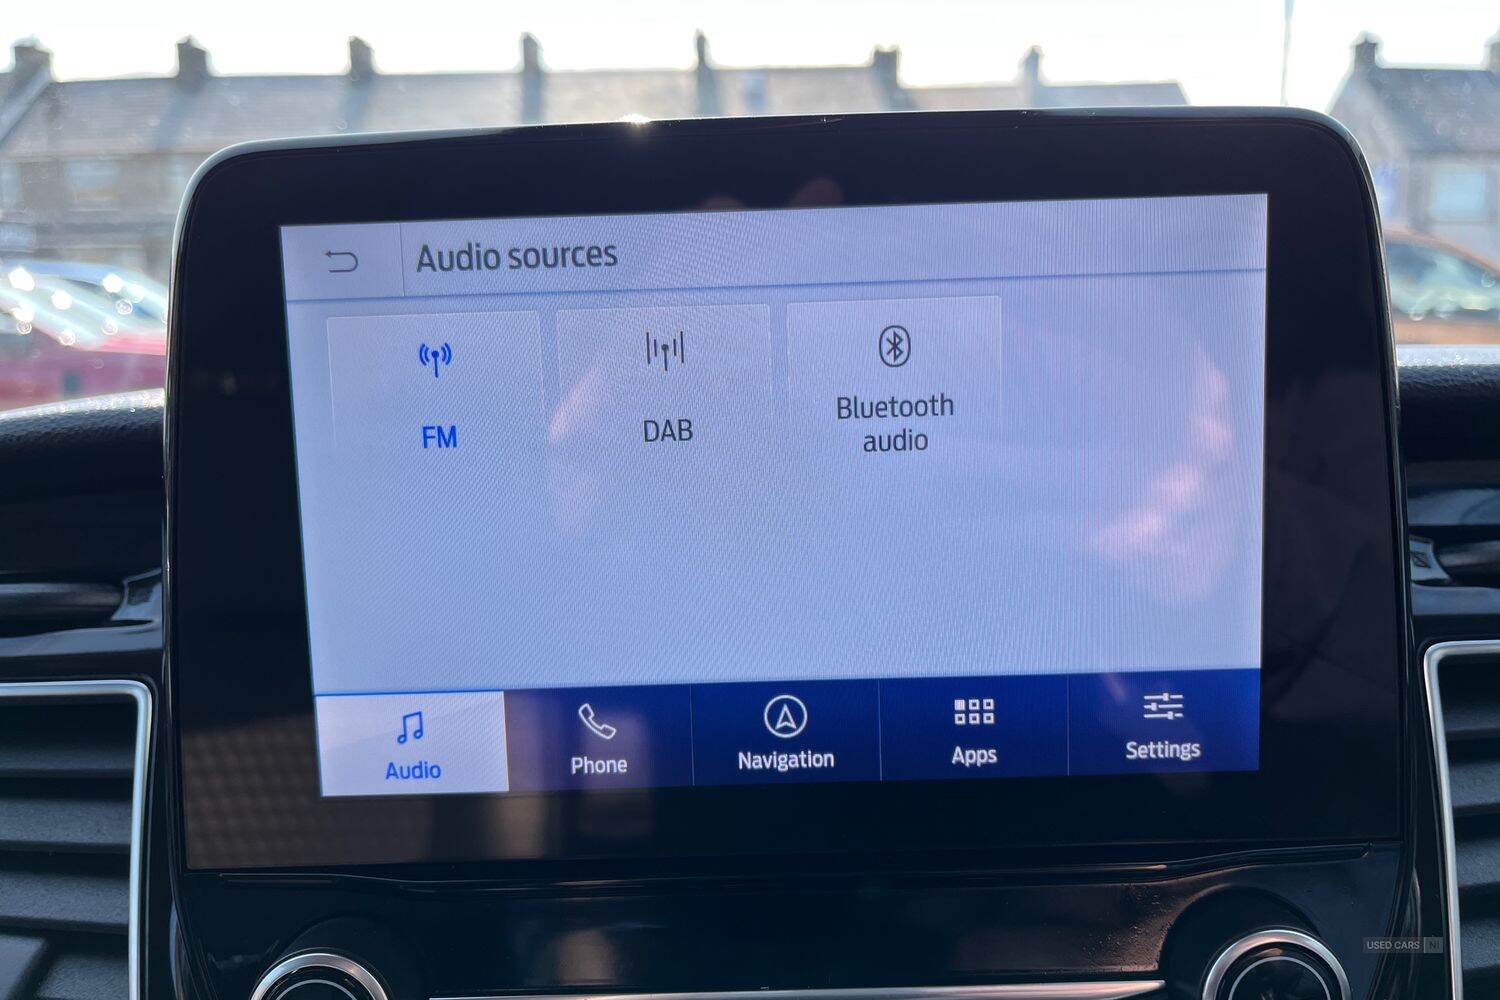 Audio sources
FM
DAB
Bluetooth
audio
Audio
Phone
Navigation
Apps
Settings
USED CARS NI